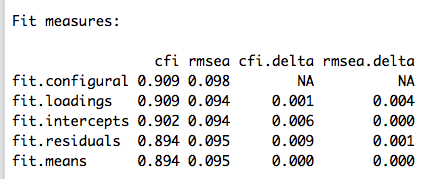 Fit measures:
cfi rmsea cfi.delta rmsea.delta
fit.configural 0.909 0.098 NA NA
fit.loadings 0.909 0.094 0.001 0.004
fit.intercepts 0.902 0.094 0.006 0.000
fit.residuals 0.894 0.095 0.009 0.001
fit.means 0.894 0.095 0.000 0.000